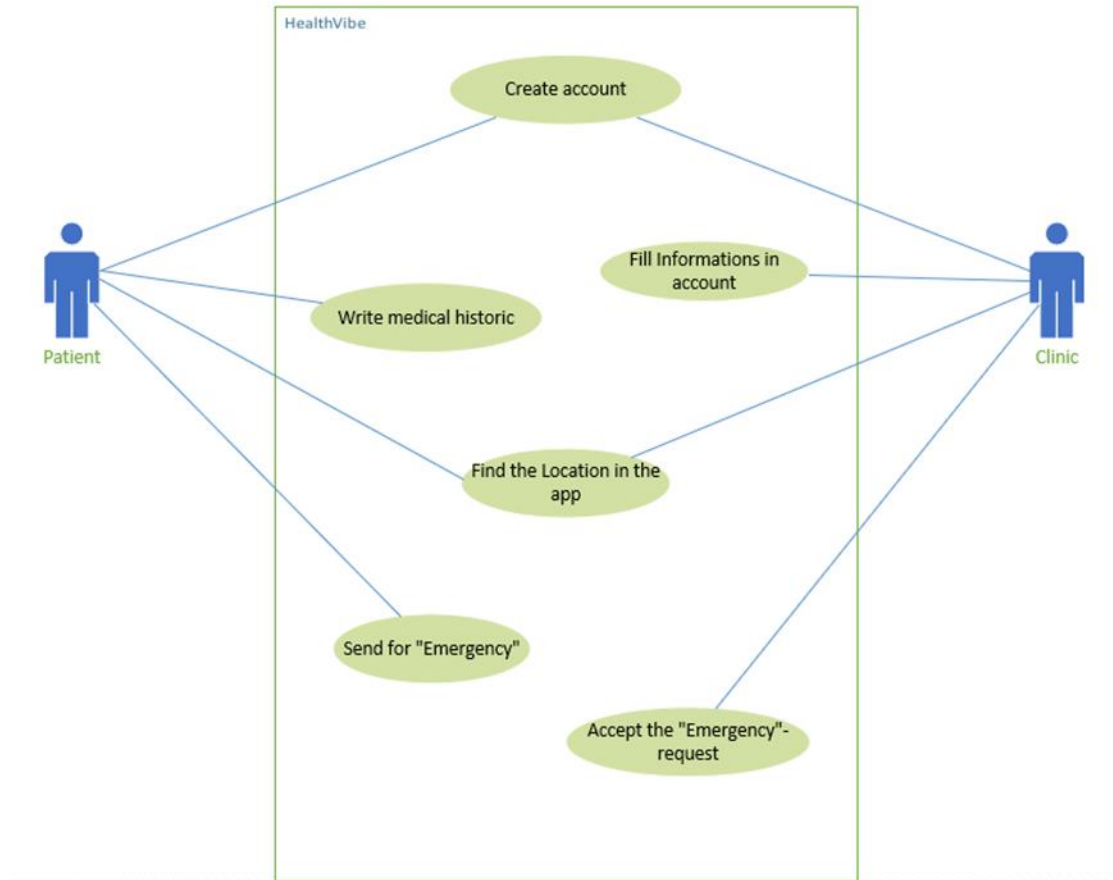 HealthVibe
Create account
Fill Informations in
account
Write medical historic
Patient
Clinic
Find the Location in the
app
Send for "Emergency"
Accept the "Emergency"-
request